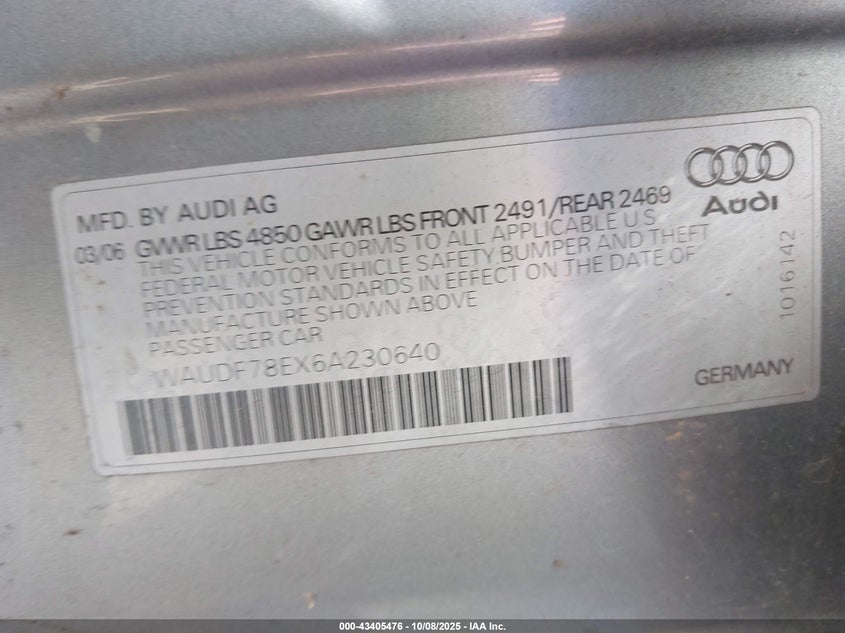 MFD. BY AUDI AG
03/06 GVWR LBS 4850 GAWR LBS FRONT 2491/REAR 2469
THIS VEHICLE CONFORMS TO ALL APPLICABLE U S
FEDERAL MOTOR VEHICLE SAFETY BUMPER AND THEFT
PREVENTION STANDARDS IN EFFECT ON THE DATE OF
MANUFACTURE SHOWN ABOVE
PASSENGER CAR
WAUDF78EX6A230640
Audi
1016142
GERMANY
000-43405476 - 10/08/2025 - IAA Inc.